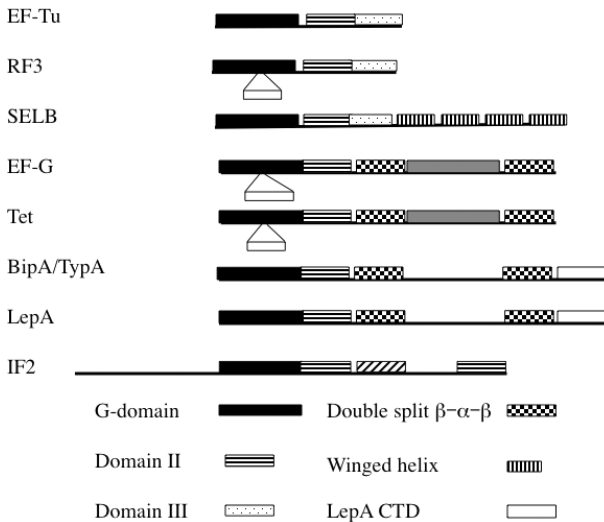 EF-Tu
RF3
SELB
EF-G
Tet
BipA/TypA
LepA
IF2
G-domain
Double split β-α-β
Domain II
Winged helix
Domain III
LepA CTD